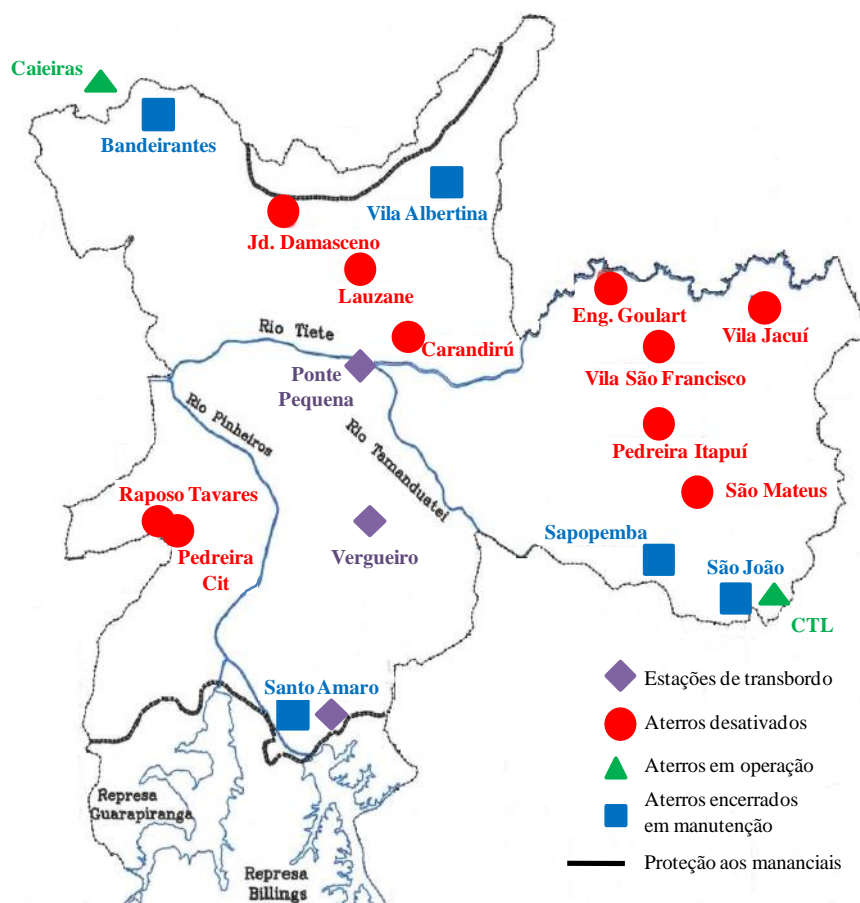 Caieiras
Bandeirantes
Vila Albertina
Jd. Damasceno
Lauzane
Eng. Goulart
Vila Jacuí
Rio Tiete
Carandirú
Vila São Francisco
Ponte
Pequena
Rio Pinheiros
Rio Tamanduatei
Pedreira Itapuí
Raposo Tavares
São Mateus
Pedreira
Cit
Vergueiro
Sapopemba
São João
CTL
Santo Amaro
Estações de transbordo
Aterros desativados
Aterros em operação
Aterros encerrados
em manutenção
Proteção aos mananciais
Represa
Guarapiranga
Represa
Billings